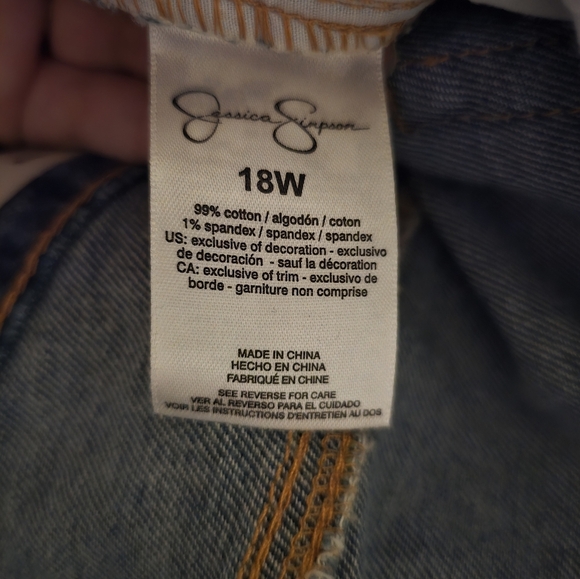 Jessica Simpson
18W
99% cotton / algodón / coton
1% spandex / spandex / spandex
US: exclusive of decoration - exclusivo
de decoración - sauf la décoration
CA: exclusive of trim - exclusivo de
borde - garniture non comprise
MADE IN CHINA
HECHO EN CHINA
FABRIQUÉ EN CHINE
SEE REVERSE FOR CARE
VER AL REVERSO PARA EL CUIDADO
VOIR LES INSTRUCTIONS D'ENTRETIEN AU DOS